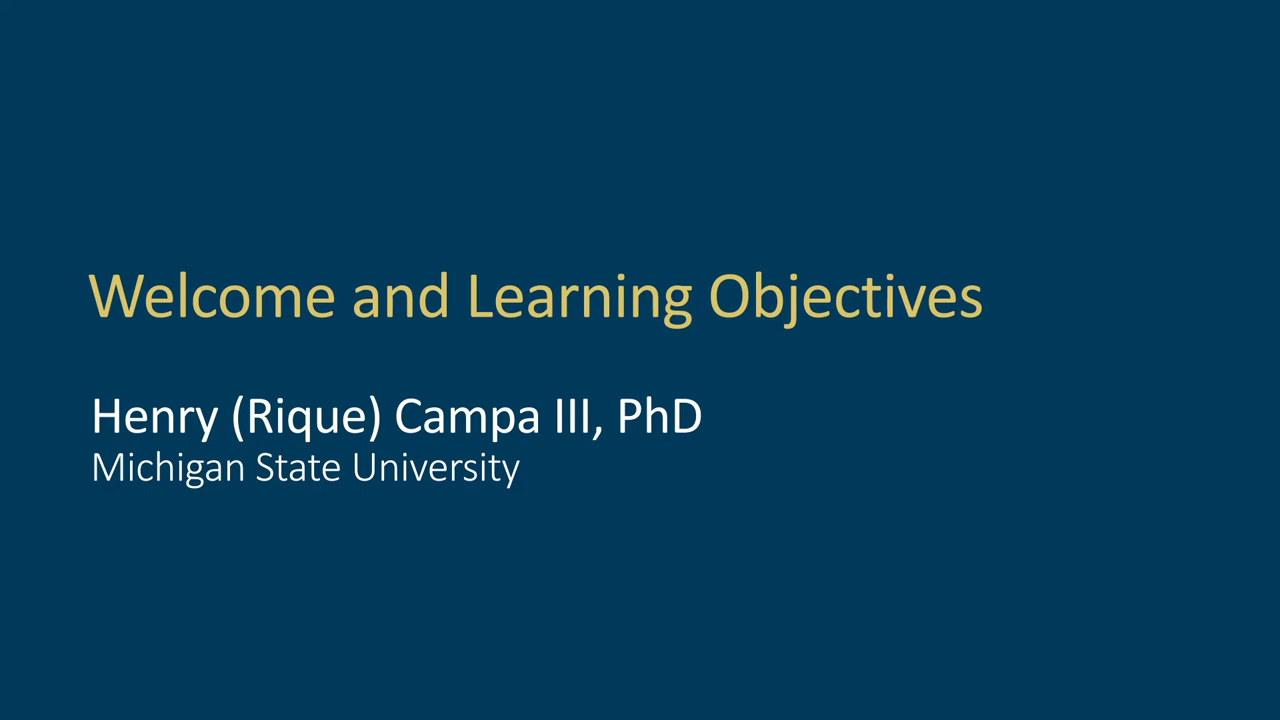 Welcome and Learning Objectives
Henry (Rique) Campa III, PhD
Michigan State University